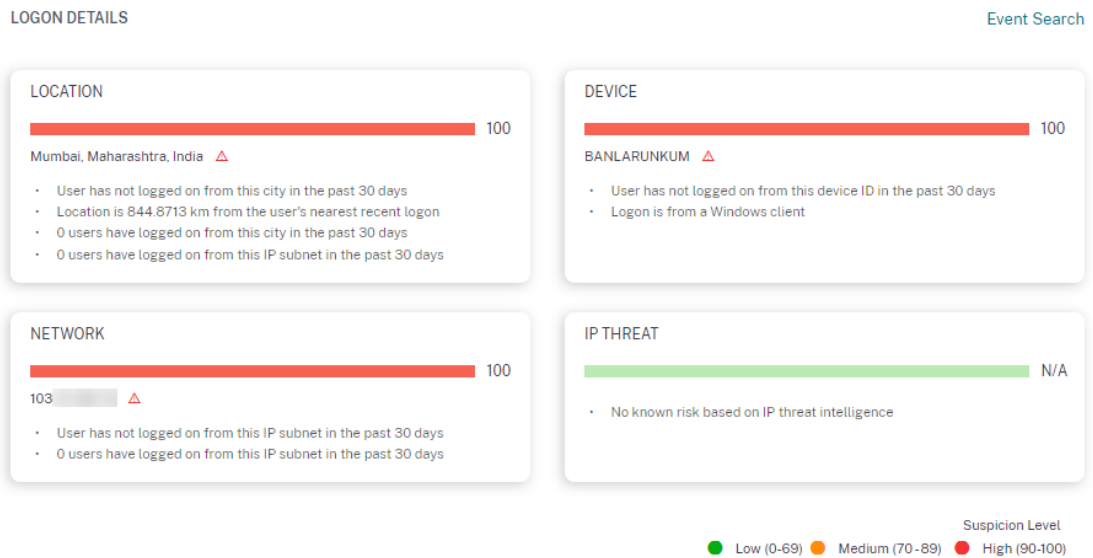 LOGON DETAILS
Event Search
LOCATION
100
Mumbai, Maharashtra, India
• User has not logged on from this city in the past 30 days
• Location is 844.8713 km from the user's nearest recent logon
• 0 users have logged on from this city in the past 30 days
• 0 users have logged on from this IP subnet in the past 30 days
DEVICE
100
BANLARUNKUM
• User has not logged on from this device ID in the past 30 days
• Logon is from a Windows client
NETWORK
100
103
• User has not logged on from this IP subnet in the past 30 days
• 0 users have logged on from this IP subnet in the past 30 days
IP THREAT
N/A
• No known risk based on IP threat intelligence
Suspicion Level
Low (0-69) Medium (70-89) High (90-100)